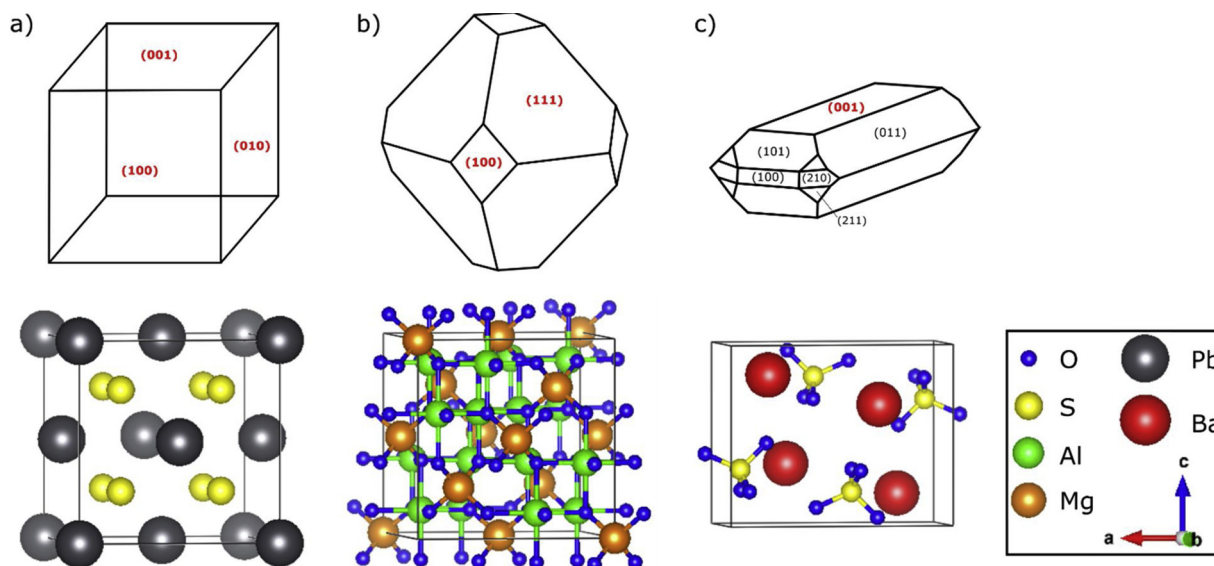 a)
(001)
(010)
(100)
b)
(111)
(100)
c)
(001)
(011)
(101)
(100)
(210)
(211)
O
Pb
S
Ba
Al
Mg
c
a
b